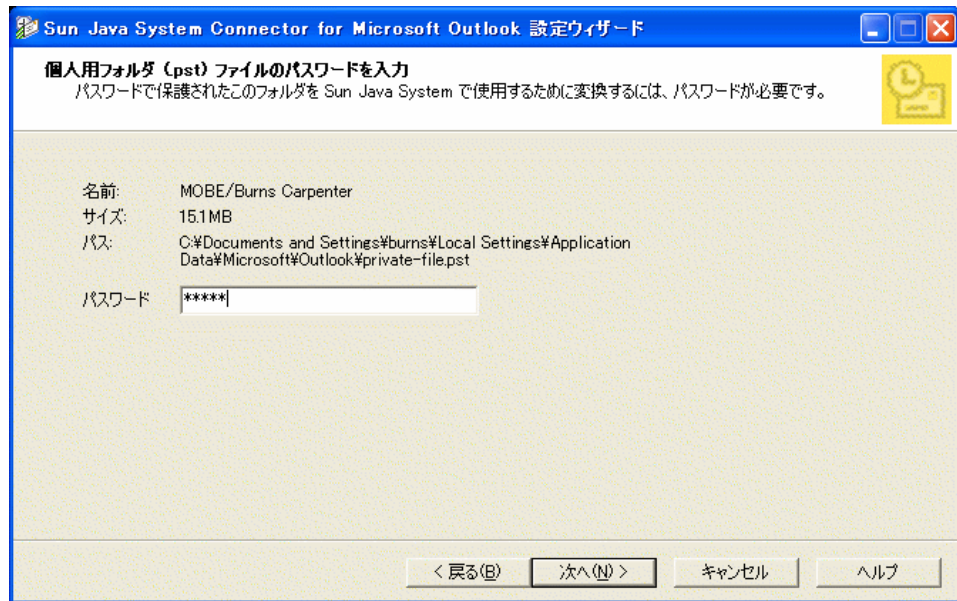 Sun Java System Connector for Microsoft Outlook 設定ウィザード
個人用フォルダ (pst) ファイルのパスワードを入力
パスワードで保護されたこのフォルダを Sun Java System で使用するために変換するには、パスワードが必要です。
名前: MOBE/Burns Carpenter
サイズ: 15.1MB
パス: C:¥Documents and Settings¥burns¥Local Settings¥Application
Data¥Microsoft¥Outlook¥private-file.pst
パスワード *****
< 戻る(B) 次へ(N) > キャンセル ヘルプ